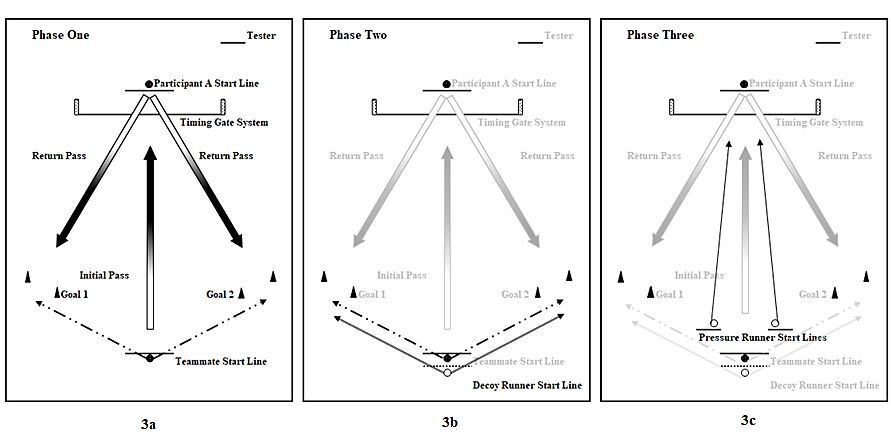 Phase One
Tester
Participant A Start Line
Timing Gate System
Return Pass
Return Pass
Initial Pass
Goal 1
Goal 2
Teammate Start Line
3a
Phase Two
Tester
Participant A Start Line
Timing Gate System
Return Pass
Return Pass
Initial Pass
Goal 1
Goal 2
Teammate Start Line
Decoy Runner Start Line
3b
Phase Three
Tester
Participant A Start Line
Timing Gate System
Return Pass
Return Pass
Initial Pass
Goal 1
Goal 2
Pressure Runner Start Lines
Teammate Start Line
Decoy Runner Start Line
3c